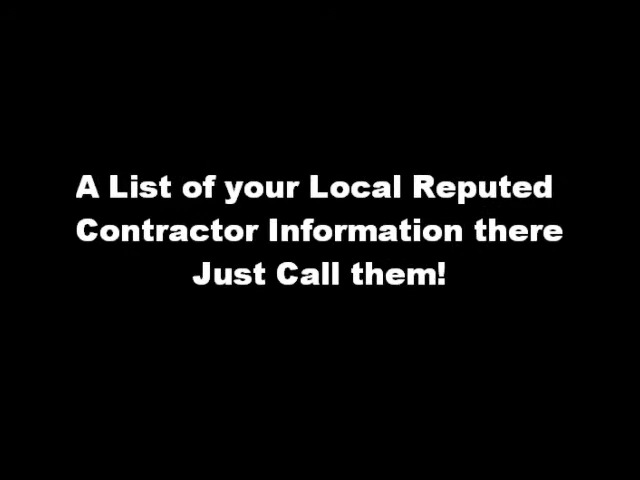 A List of your Local Reputed
Contractor Information there
Just Call them!